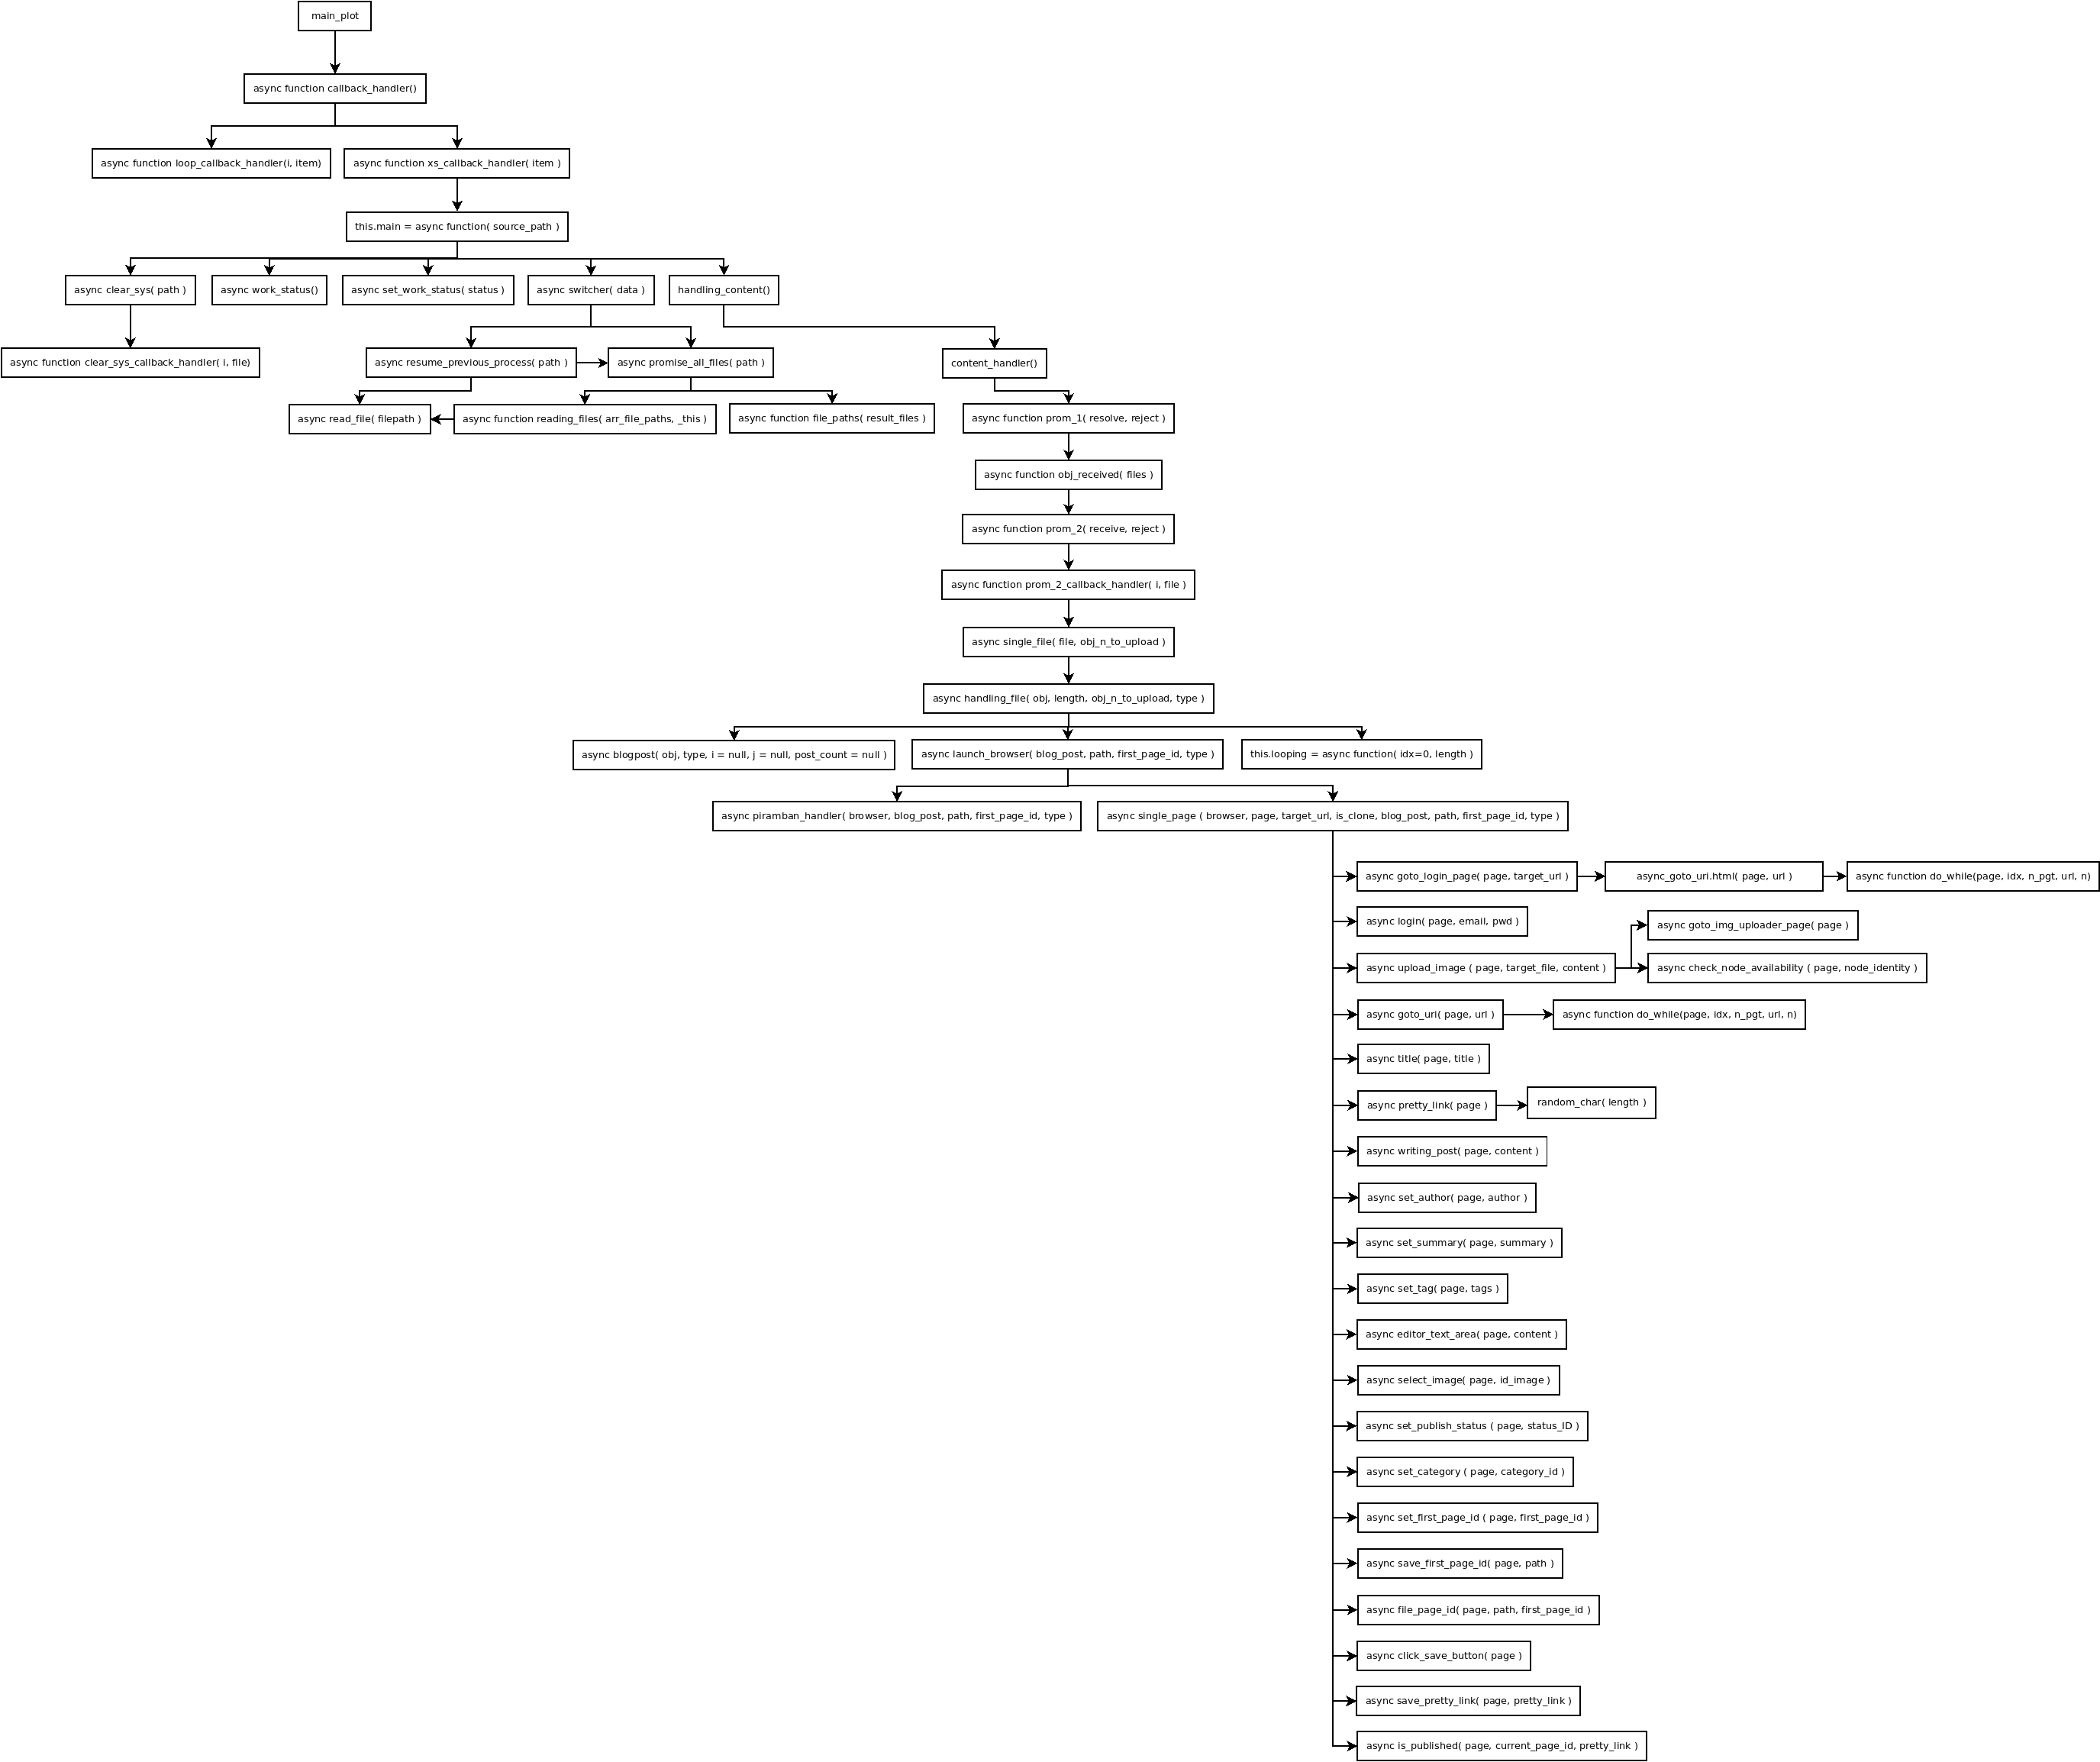 main_plot
async function callback_handler()
async function loop_callback_handler(i, item)
async function xs_callback_handler( item )
this.main = async function( source_path )
async clear_sys( path )
async work_status()
async set_work_status( status )
async switcher( data )
handling_content()
async function clear_sys_callback_handler( i, file)
async resume_previous_process( path )
async promise_all_files( path )
content_handler()
async read_file( filepath )
async function reading_files( arr_file_paths, _this )
async function file_paths( result_files )
async function prom_1( resolve, reject )
async function obj_received( files )
async function prom_2( receive, reject )
async function prom_2_callback_handler( i, file )
async single_file( file, obj_n_to_upload )
async handling_file( obj, length, obj_n_to_upload, type )
async blogpost( obj, type, i = null, j = null, post_count = null )
async launch_browser( blog_post, path, first_page_id, type )
this.looping = async function( idx=0, length )
async piramban_handler( browser, blog_post, path, first_page_id, type )
async single_page ( browser, page, target_url, is_clone, blog_post, path, first_page_id, type )
async goto_login_page( page, target_url )
async_goto_uri.html( page, url )
async function do_while(page, idx, n_pgt, url, n)
async login( page, email, pwd )
async goto_img_uploader_page( page )
async upload_image ( page, target_file, content )
async check_node_availability ( page, node_identity )
async goto_uri( page, url )
async function do_while(page, idx, n_pgt, url, n)
async title( page, title )
async pretty_link( page )
random_char( length )
async writing_post( page, content )
async set_author( page, author )
async set_summary( page, summary )
async set_tag( page, tags )
async editor_text_area( page, content )
async select_image( page, id_image )
async set_publish_status ( page, status_ID )
async set_category ( page, category_id )
async set_first_page_id ( page, first_page_id )
async save_first_page_id( page, path )
async file_page_id( page, path, first_page_id )
async click_save_button( page )
async save_pretty_link( page, pretty_link )
async is_published( page, current_page_id, pretty_link )